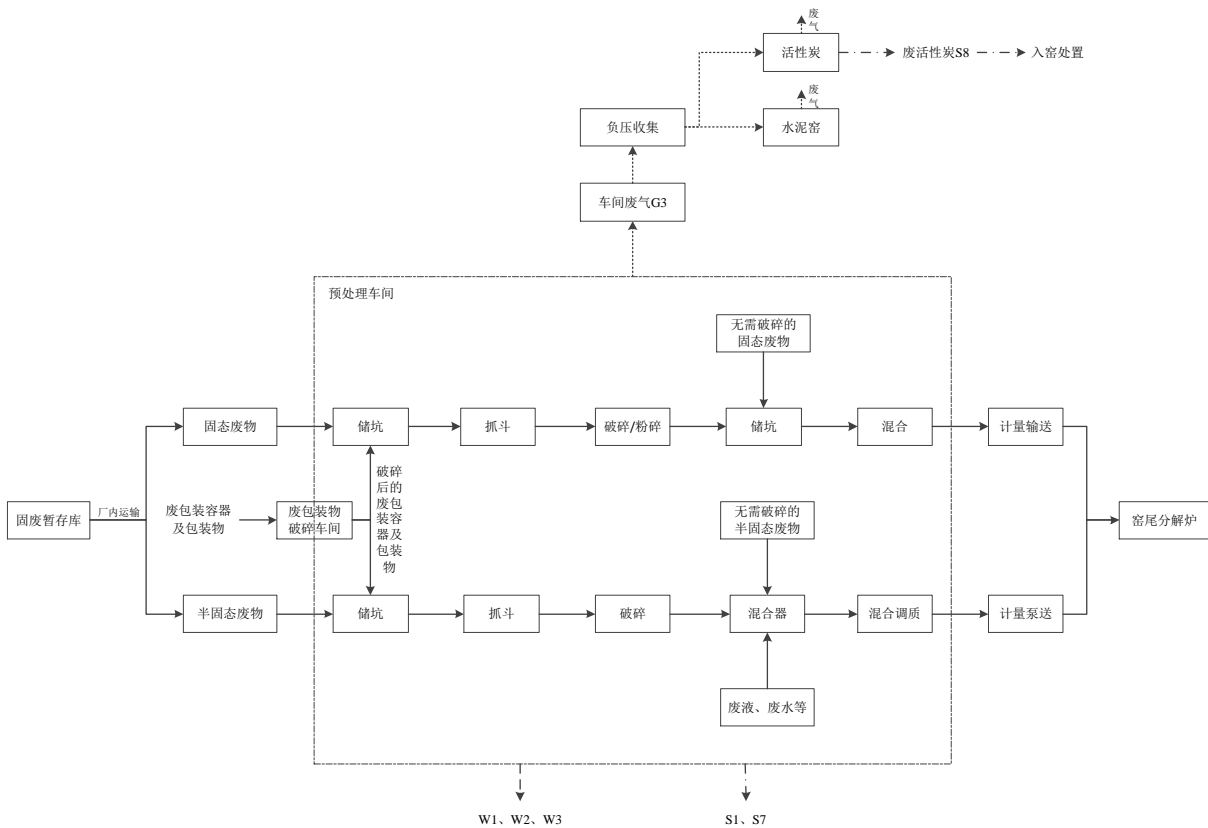 废
气
活性炭
废活性炭S8
入窑处置
废
气
负压收集
水泥窑
车间废气G3
预处理车间
无需破碎的
固态废物
固态废物
储坑
抓斗
破碎/粉碎
储坑
混合
计量输送
破碎
后的
废包
装容
器及
包装
物
固废暂存库
厂内运输
废包装容器
及包装物
废包装物
破碎车间
无需破碎的
半固态废物
窑尾分解炉
半固态废物
储坑
抓斗
破碎
混合器
混合调质
计量泵送
废液、废水等
W1、W2、W3
S1、S7